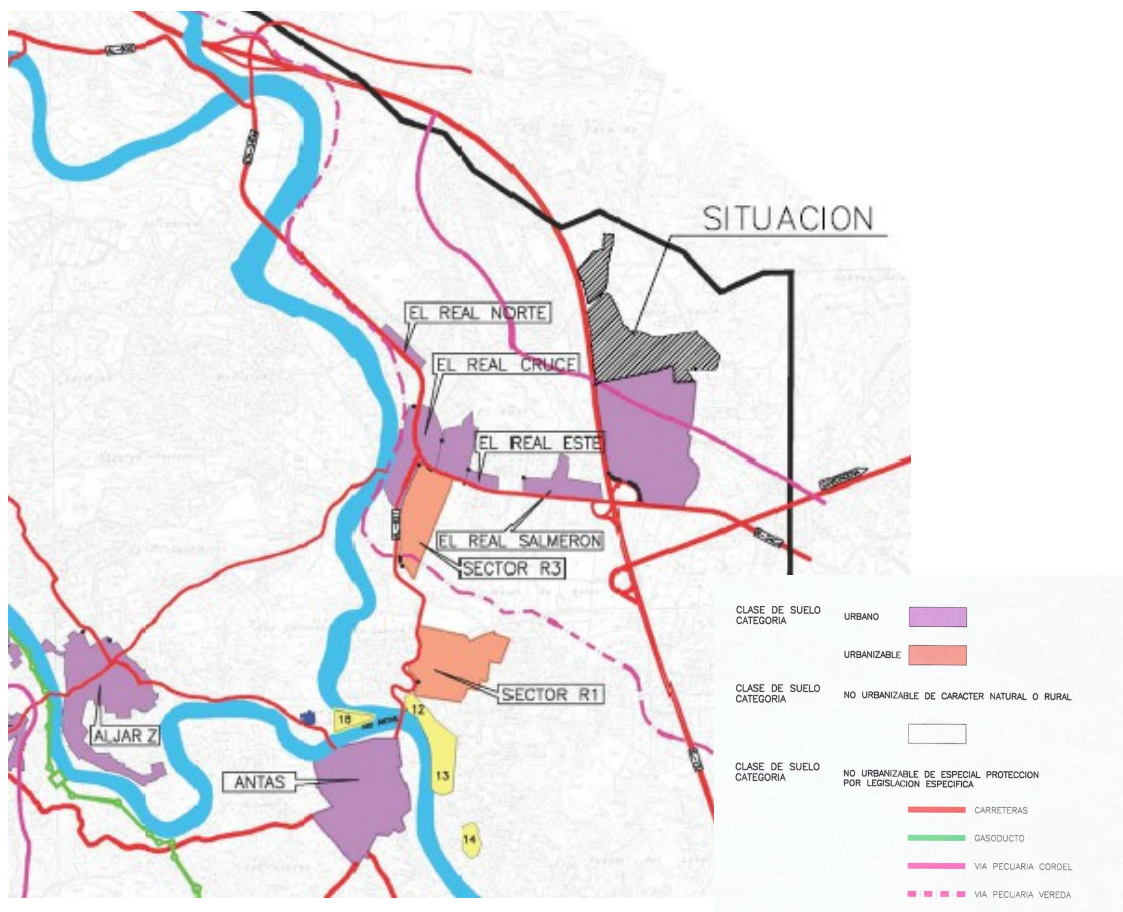 SITUACION
EL REAL NORTE
EL REAL CRUCE
EL REAL ESTE
EL REAL SALMERON
SECTOR R3
SECTOR R1
ALJAR Z
ANTAS
18
12
13
14
CLASE DE SUELO
CATEGORIA
URBANO
URBANIZABLE
CLASE DE SUELO
CATEGORIA
NO URBANIZABLE DE CARACTER NATURAL O RURAL
CLASE DE SUELO
CATEGORIA
NO URBANIZABLE DE ESPECIAL PROTECCION
POR LEGISLACION ESPECIFICA
CARRETERAS
GASODUCTO
VIA PECUARIA CORDEL
VIA PECUARIA VEREDA